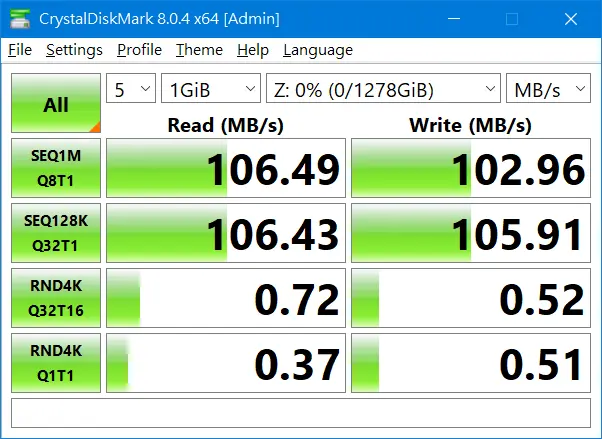 CrystalDiskMark 8.0.4 x64 [Admin]
File Settings Profile Theme Help Language
All 5 1GiB Z: 0% (0/1278GiB) MB/s
Read (MB/s) Write (MB/s)
SEQ1M
Q8T1 106.49 102.96
SEQ128K
Q32T1 106.43 105.91
RND4K
Q32T16 0.72 0.52
RND4K
Q1T1 0.37 0.51